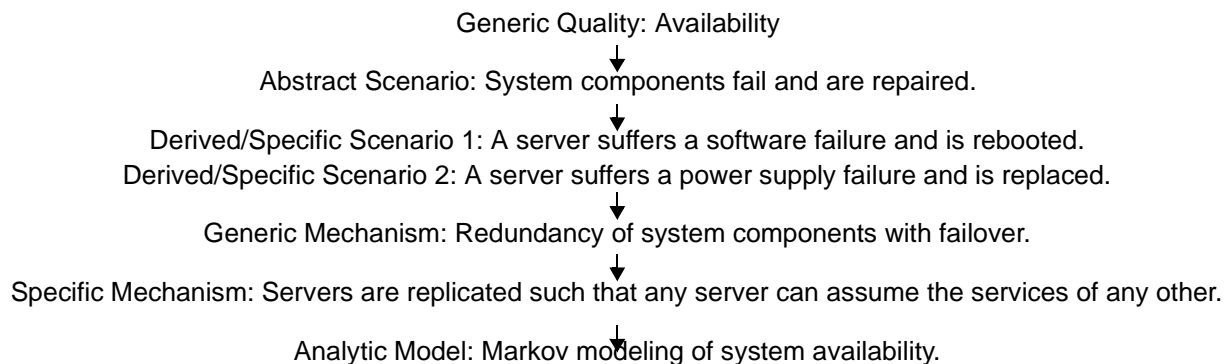 Generic Quality: Availability
Abstract Scenario: System components fail and are repaired.
Derived/Specific Scenario 1: A server suffers a software failure and is rebooted.
Derived/Specific Scenario 2: A server suffers a power supply failure and is replaced.
Generic Mechanism: Redundancy of system components with failover.
Specific Mechanism: Servers are replicated such that any server can assume the services of any other.
Analytic Model: Markov modeling of system availability.